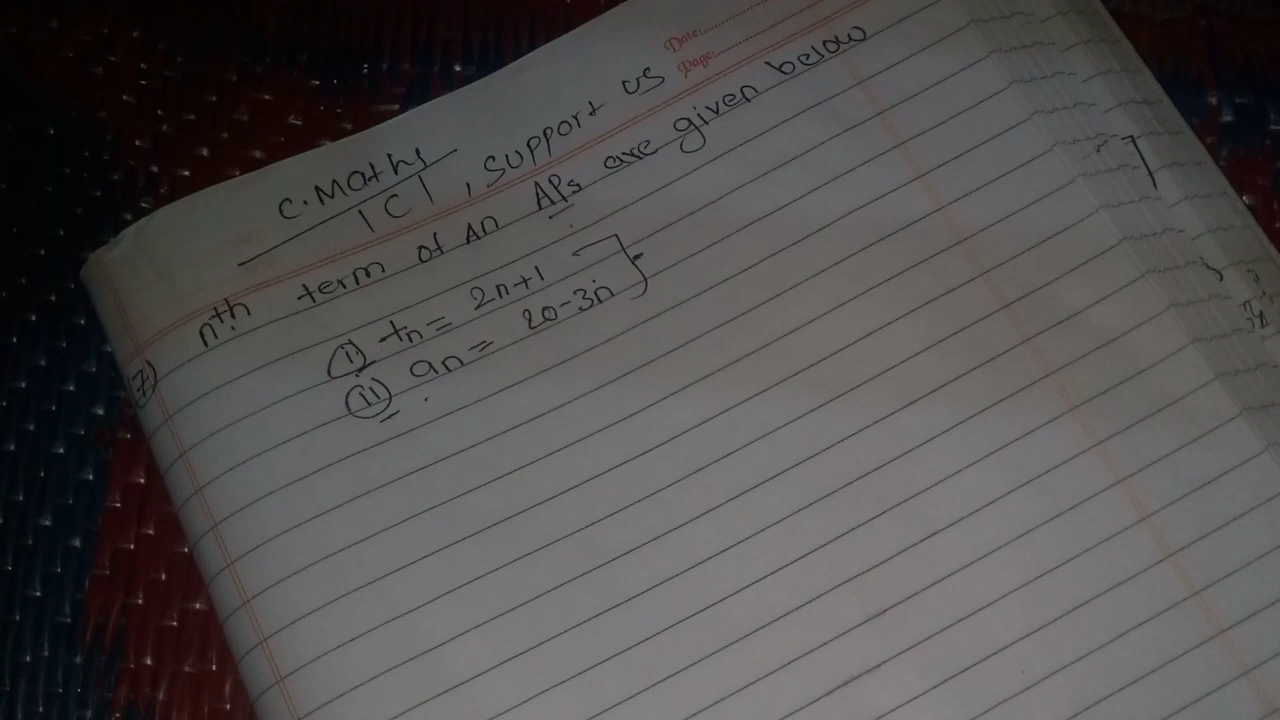 Date:
Page:
C. Maths
1C1, support us
(7) nth term of An APs are given below
(i) tn = 2n+1
(ii) an = 20-3n